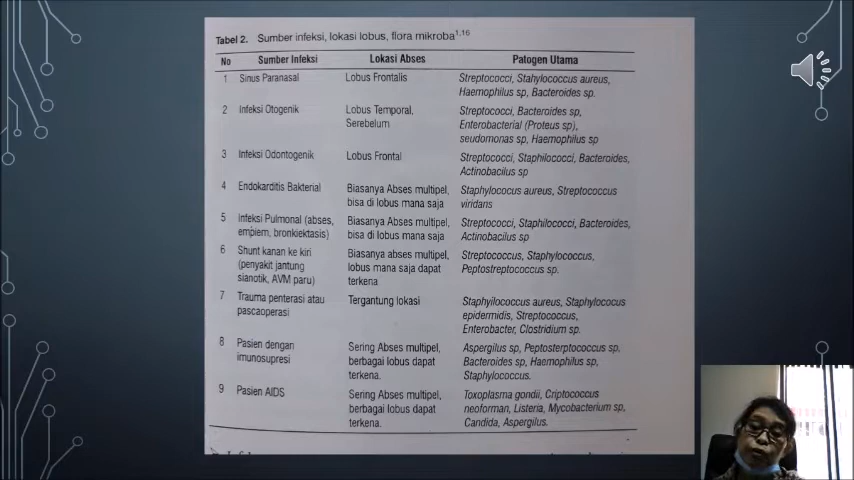 Tabel 2. Sumber infeksi, lokasi lobus, flora mikroba1,16
No Sumber Infeksi Lokasi Abses Patogen Utama
1 Sinus Paranasal Lobus Frontalis Streptococci, Stahylococcus aureus,
Haemophilus sp, Bacteroides sp.
2 Infeksi Otogenik Lobus Temporal, Streptococci, Bacteroides sp,
Serebelum Enterobacterial (Proteus sp),
seudomonas sp, Haemophilus sp
3 Infeksi Odontogenik Lobus Frontal Streptococci, Staphilococci, Bacteroides,
Actinobacilus sp
4 Endokarditis Bakterial Biasanya Abses multipel, Staphylococus aureus, Streptococcus
bisa di lobus mana saja viridans
5 Infeksi Pulmonal (abses, Biasanya Abses multipel, Streptococci, Staphilococci, Bacteroides,
empiem, bronkiektasis) bisa di lobus mana saja Actinobacilus sp
6 Shunt kanan ke kiri Biasanya abses multipel, Streptococcus, Staphylococcus,
(penyakit jantung lobus mana saja dapat Peptostreptococcus sp.
sianotik, AVM paru) terkena
7 Trauma penterasi atau Tergantung lokasi Staphyilococcus aureus, Staphylococus
pascaoperasi epidermidis, Streptococcus,
Enterobacter, Clostridium sp.
8 Pasien dengan Sering Abses multipel, Aspergilus sp, Peptosterptococcus sp,
imunosupresi berbagai lobus dapat Bacteroides sp, Haemophilus sp,
terkena. Staphylococcus.
9 Pasien AIDS Sering Abses multipel, Toxoplasma gondii, Criptococcus
berbagai lobus dapat neoforman, Listeria, Mycobacterium sp,
terkena. Candida, Aspergilus.